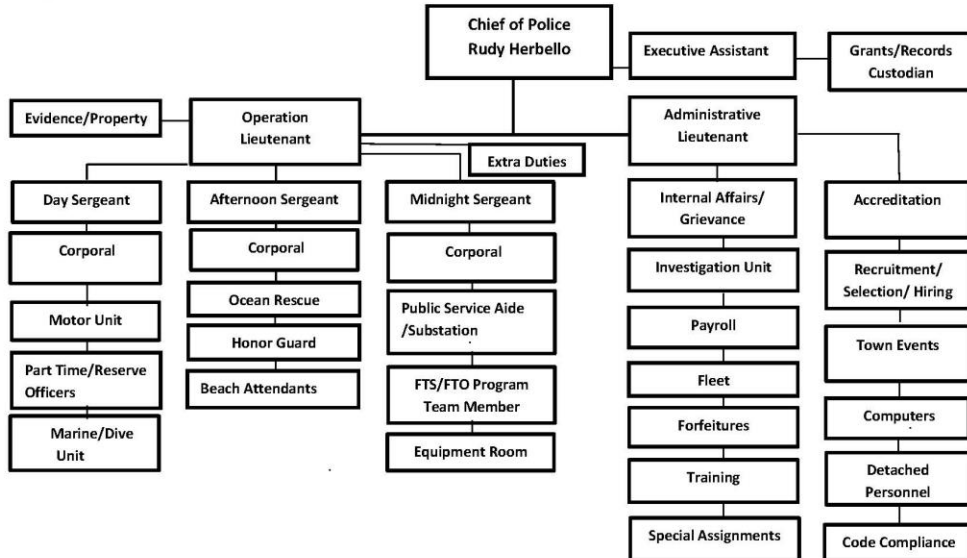 Chief of Police
Rudy Herbello
Executive Assistant
Grants/Records
Custodian
Evidence/Property
Operation
Lieutenant
Administrative
Lieutenant
Extra Duties
Day Sergeant
Corporal
Motor Unit
Part Time/Reserve
Officers
Marine/Dive
Unit
Afternoon Sergeant
Corporal
Ocean Rescue
Honor Guard
Beach Attendants
Midnight Sergeant
Corporal
Public Service Aide
/Substation
FTS/FTO Program
Team Member
Equipment Room
Internal Affairs/
Grievance
Investigation Unit
Payroll
Fleet
Forfeitures
Training
Special Assignments
Accreditation
Recruitment/
Selection/ Hiring
Town Events
Computers
Detached
Personnel
Code Compliance